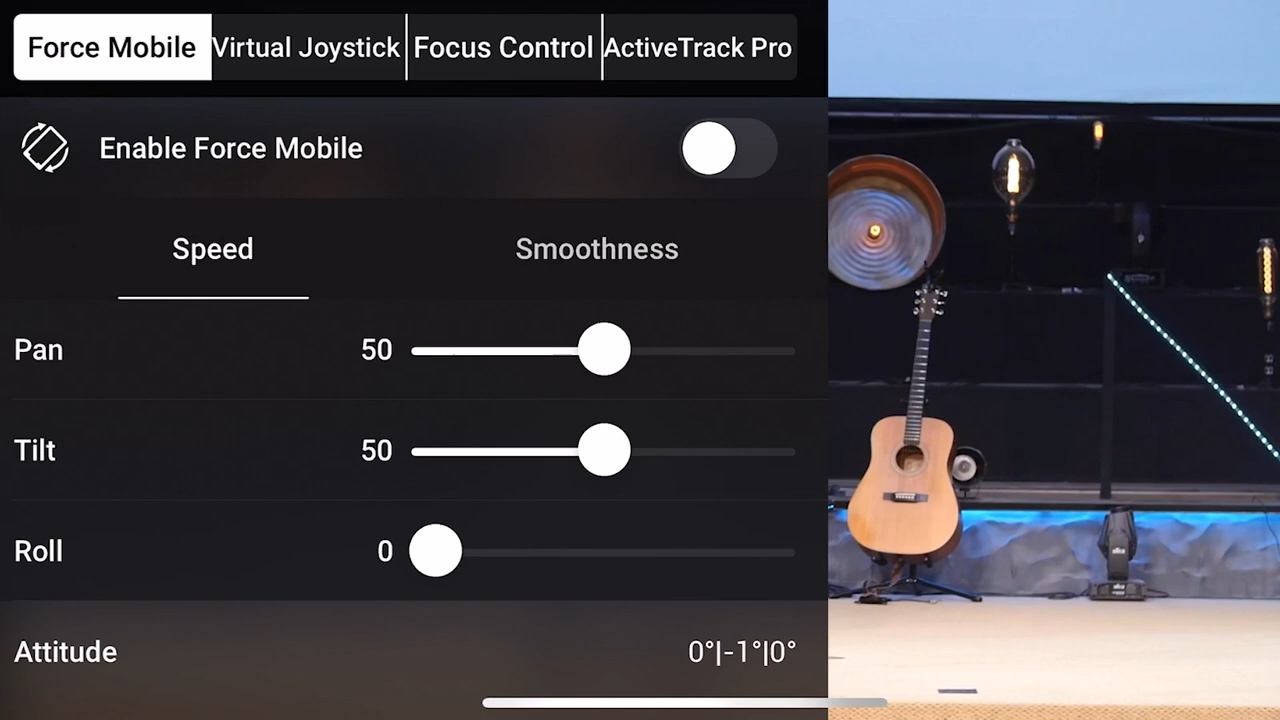 Force Mobile
Virtual Joystick
Focus Control
ActiveTrack Pro
Enable Force Mobile
Speed
Smoothness
Pan 50
Tilt 50
Roll 0
Attitude 0°|-1°|0°